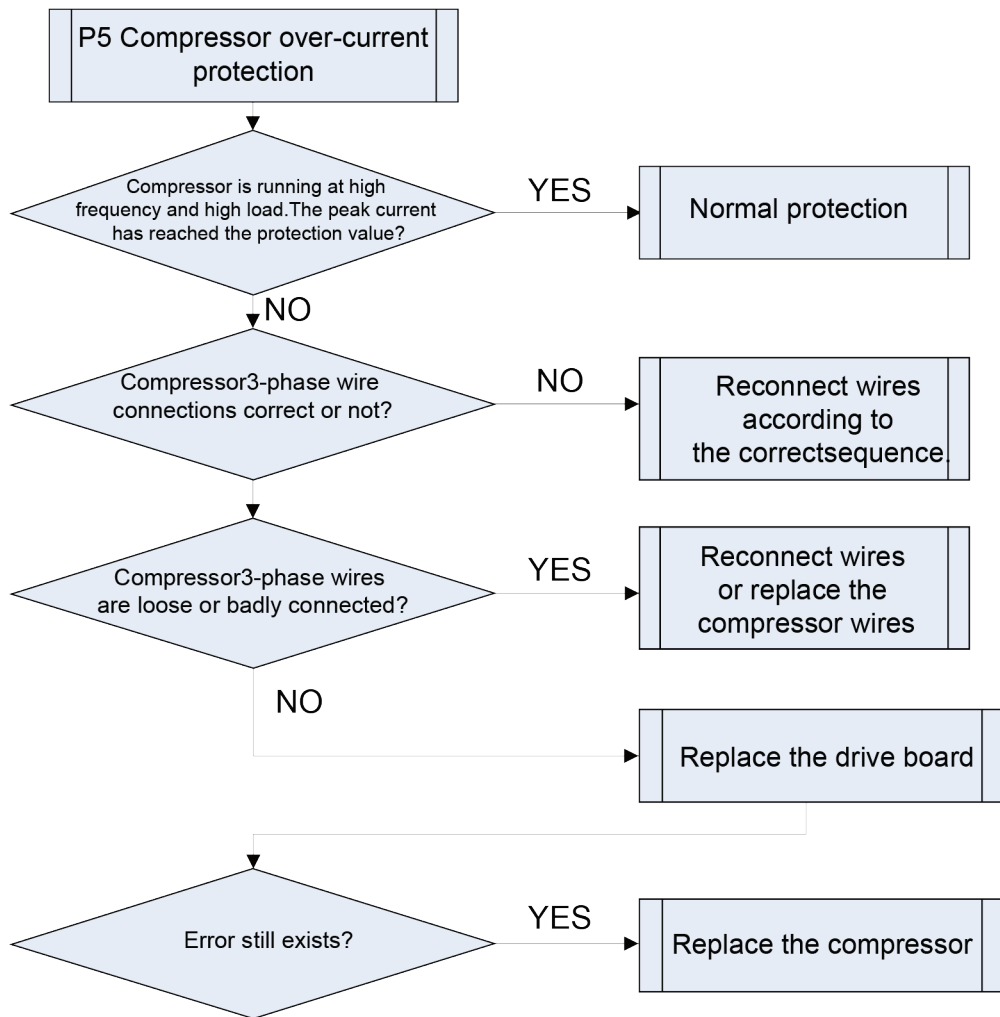 P5 Compressor over-current
protection
Compressor is running at high
frequency and high load.The peak current
has reached the protection value?
YES
Normal protection
NO
Compressor3-phase wire
connections correct or not?
NO
Reconnect wires
according to
the correctsequence.
Compressor3-phase wires
are loose or badly connected?
YES
Reconnect wires
or replace the
compressor wires
NO
Replace the drive board
Error still exists?
YES
Replace the compressor